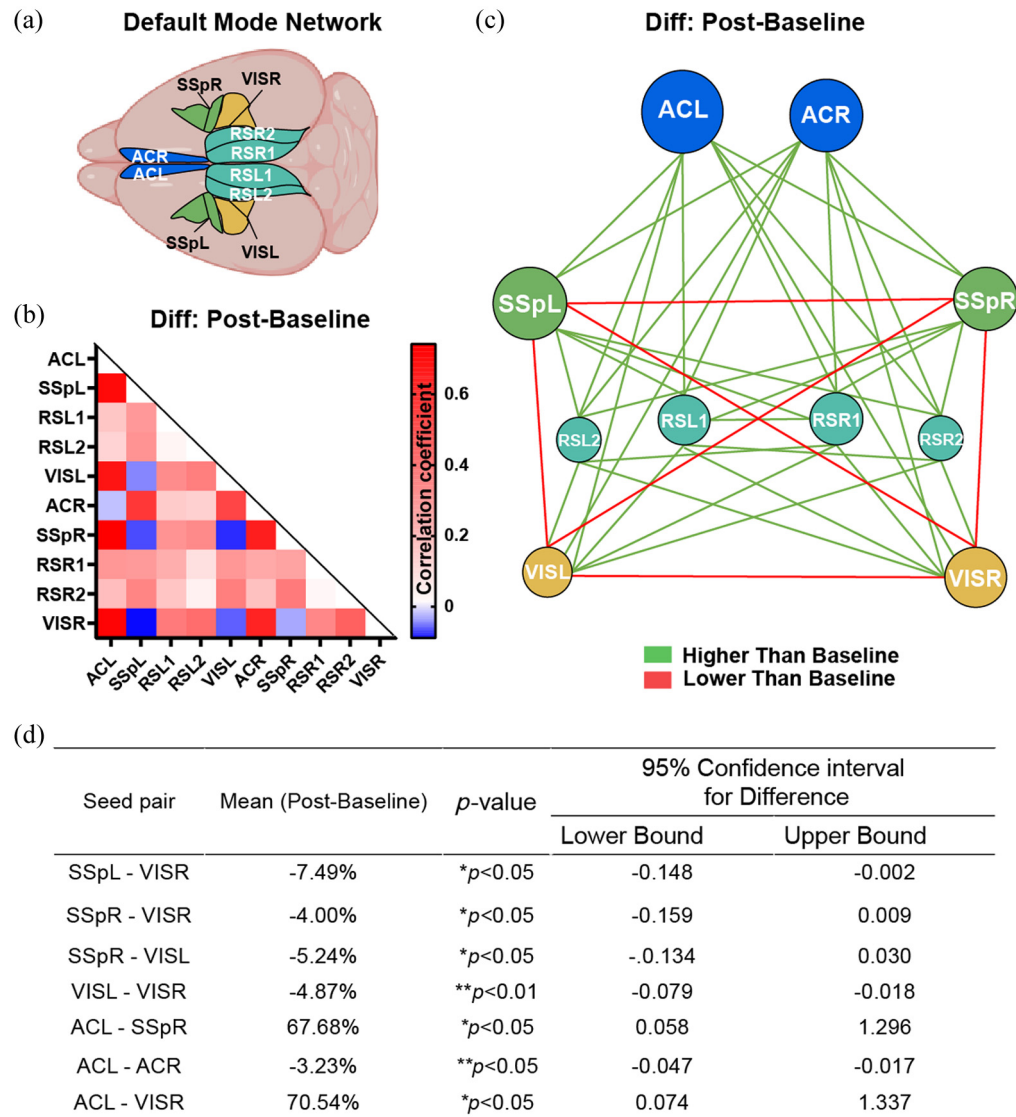 (a)
Default Mode Network
SSpR
VISR
RSR2
RSR1
ACR
ACL
RSL1
RSL2
SSpL
VISL
(b)
Diff: Post-Baseline
ACL
SSpL
RSL1
RSL2
VISL
ACR
SSpR
RSR1
RSR2
VISR
ACL
SSpL
RSL1
RSL2
VISL
ACR
SSpR
RSR1
RSR2
VISR
0.6
0.4
0.2
0
Correlation coefficient
(c)
Diff: Post-Baseline
ACL
ACR
SSpL
SSpR
RSL2
RSL1
RSR1
RSR2
VISL
VISR
Higher Than Baseline
Lower Than Baseline
(d)
Seed pair Mean (Post-Baseline) p-value 95% Confidence interval
for Difference
Lower Bound Upper Bound
SSpL - VISR -7.49% *p<0.05 -0.148 -0.002
SSpR - VISR -4.00% *p<0.05 -0.159 0.009
SSpR - VISL -5.24% *p<0.05 -.0.134 0.030
VISL - VISR -4.87% **p<0.01 -0.079 -0.018
ACL - SSpR 67.68% *p<0.05 0.058 1.296
ACL - ACR -3.23% **p<0.05 -0.047 -0.017
ACL - VISR 70.54% *p<0.05 0.074 1.337